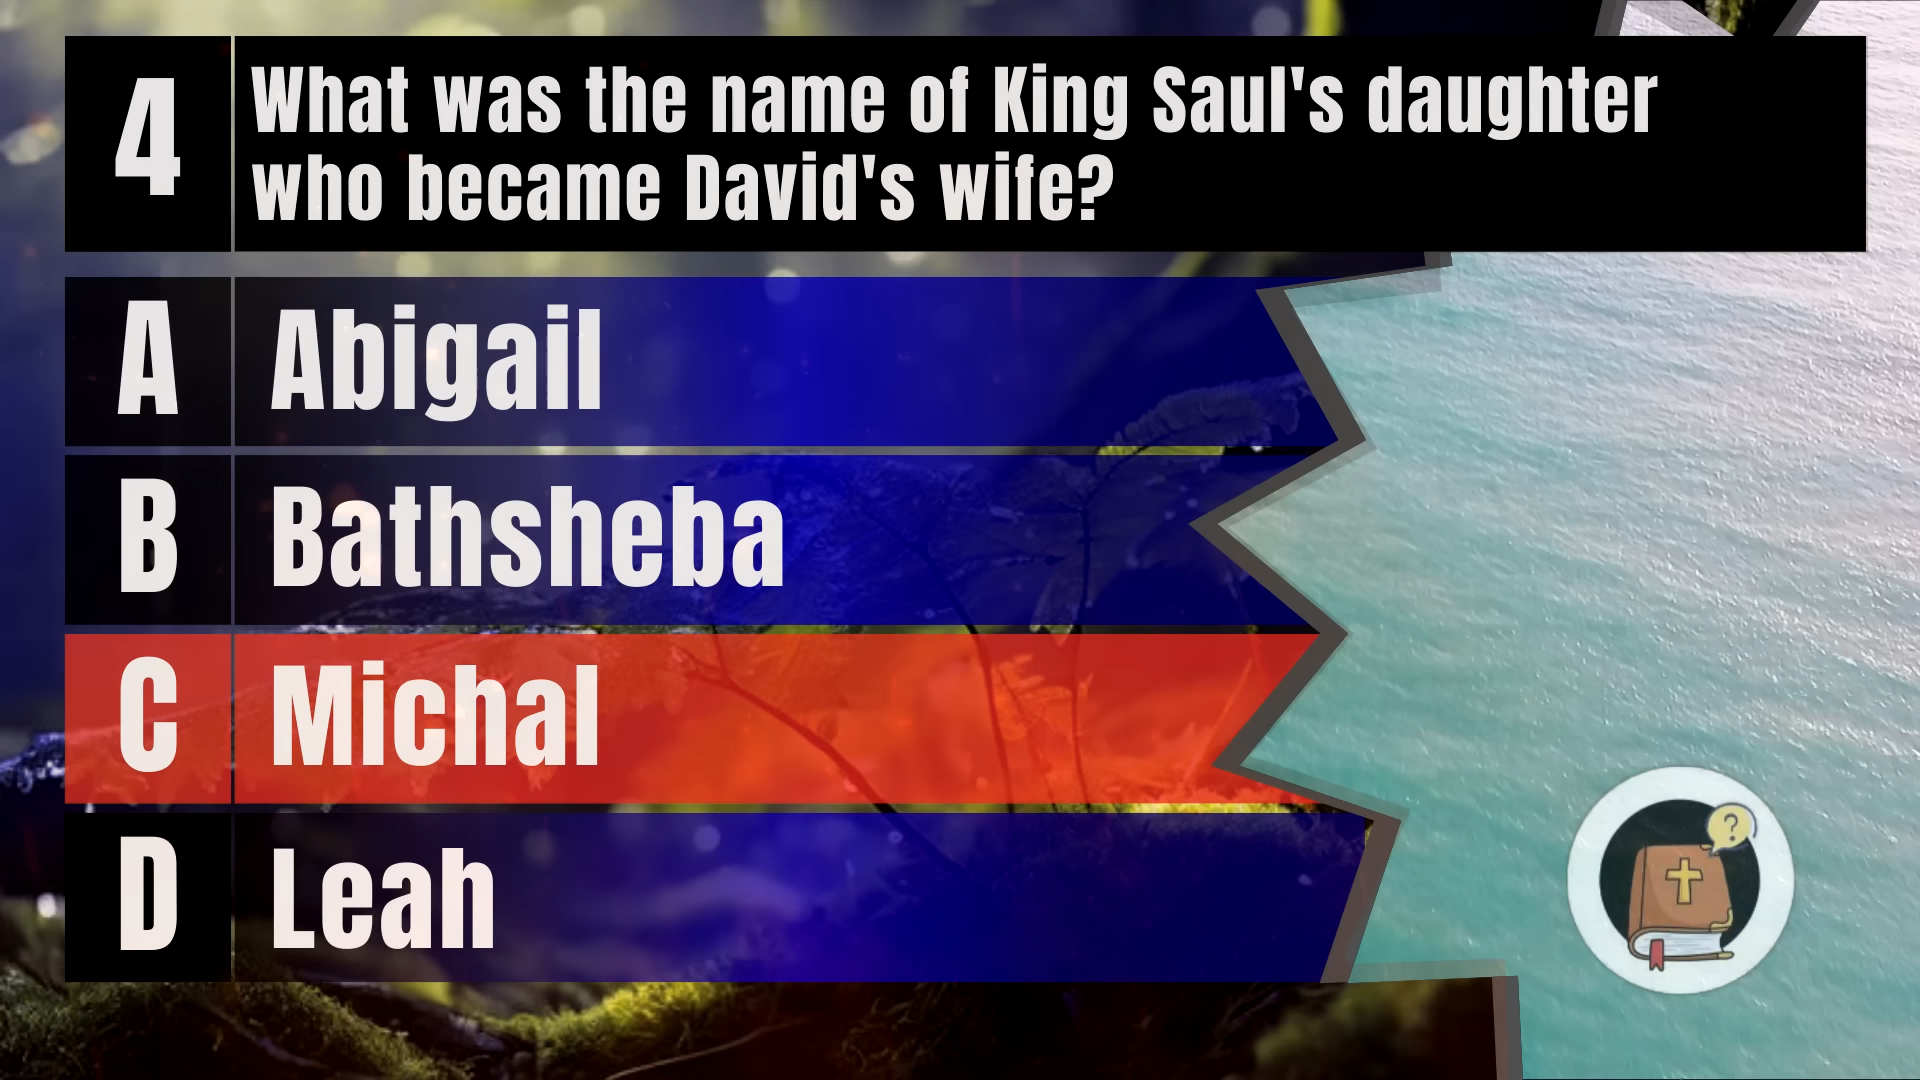 4
What was the name of King Saul's daughter
who became David's wife?
A Abigail
B Bathsheba
C Michal
D Leah
?